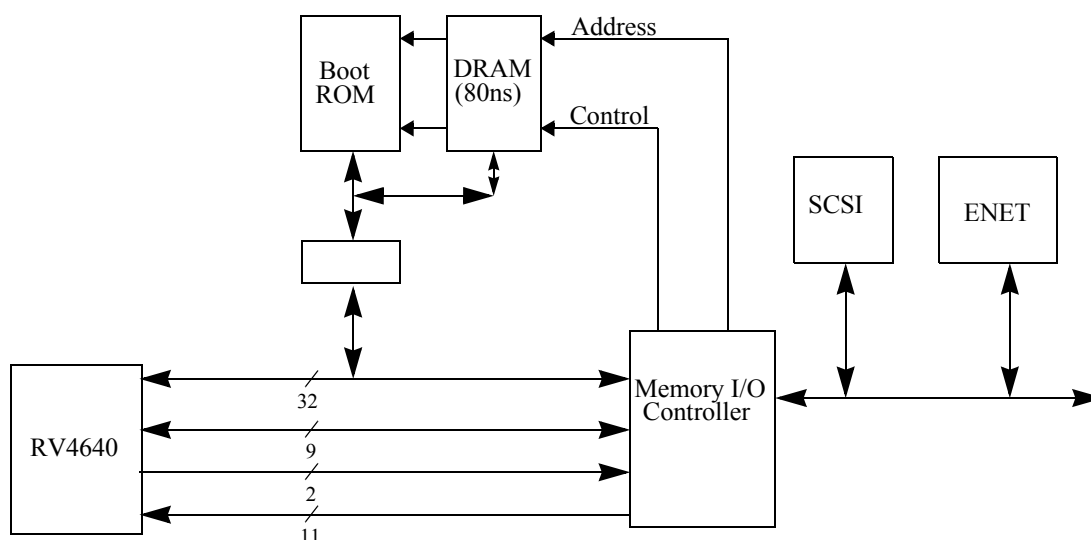 Address
Boot
ROM
DRAM
(80ns)
Control
SCSI
ENET
32
Memory I/O
Controller
9
RV4640
2
11